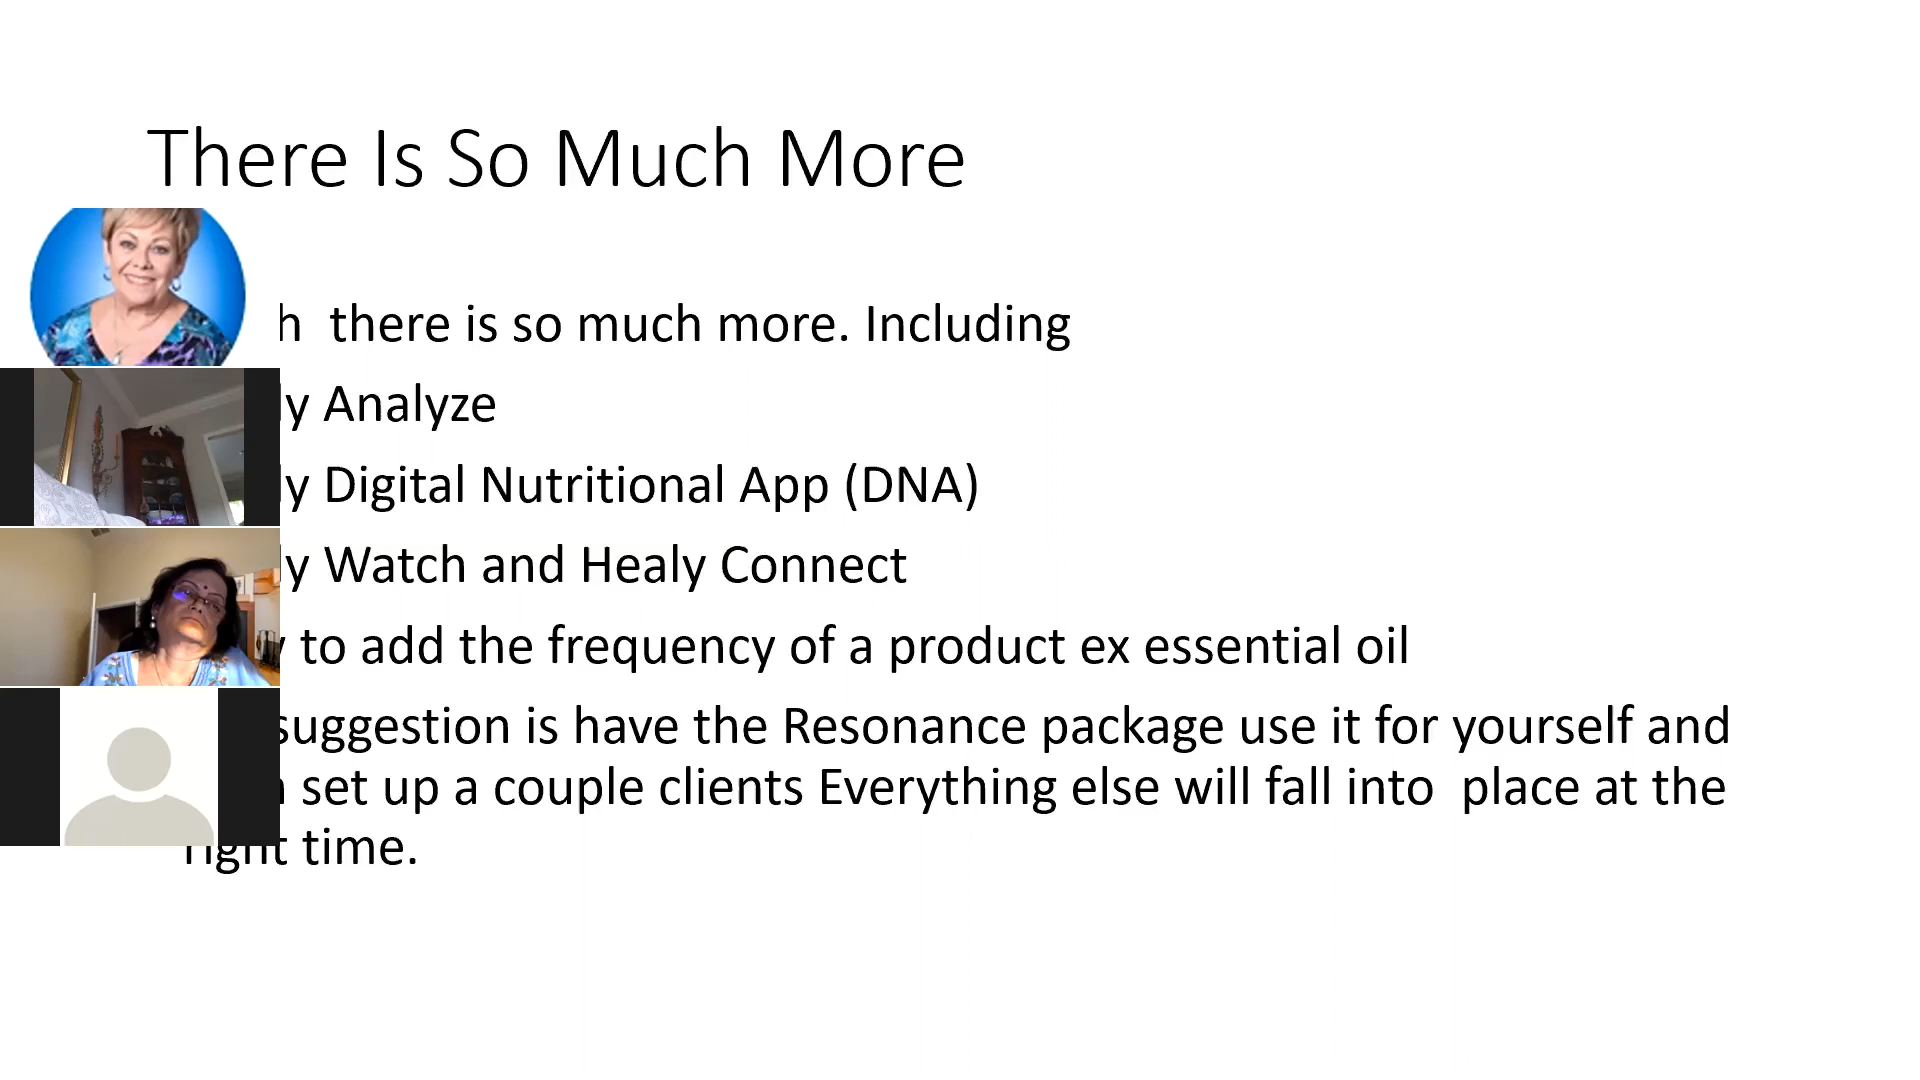 There Is So Much More
there is so much more. Including
Analyze
Digital Nutritional App (DNA)
Watch and Healy Connect
to add the frequency of a product ex essential oil
suggestion is have the Resonance package use it for yourself and
set up a couple clients Everything else will fall into place at the
right time.